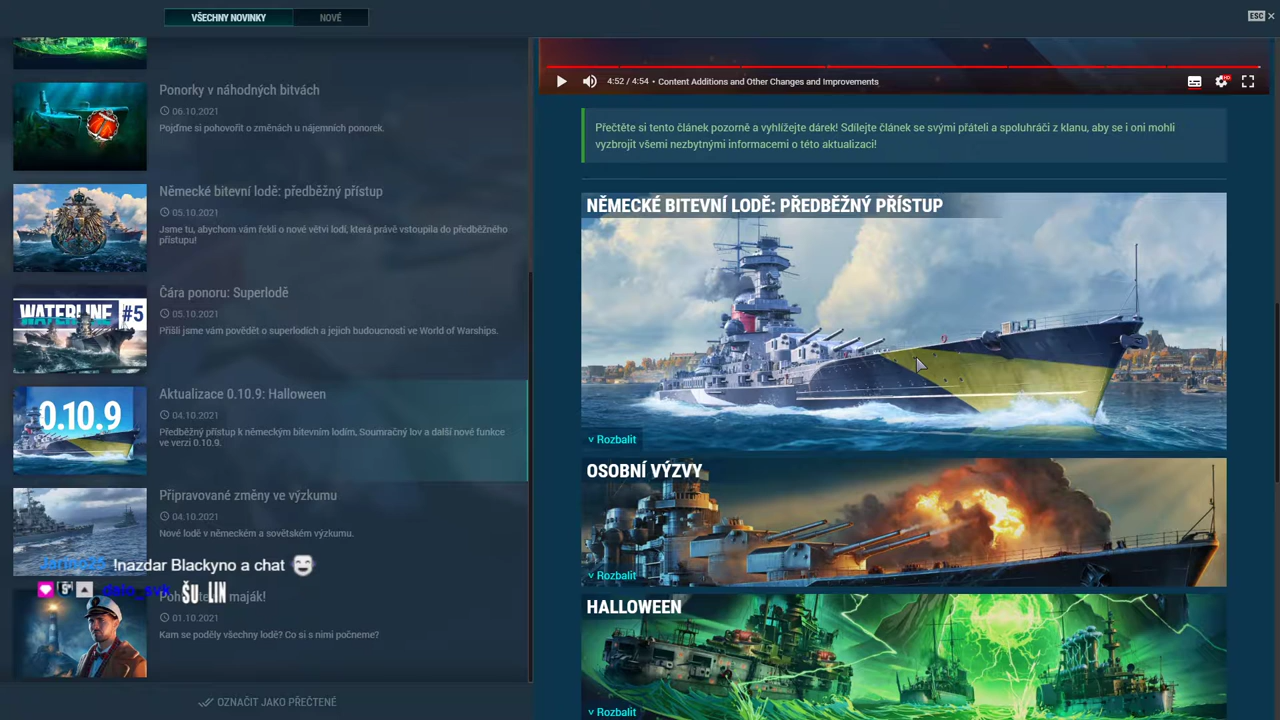 VŠECHNY NOVINKY
NOVÉ
ESC
Ponorky v náhodných bitvách
06.10.2021
Pojďme si pohovořit o změnách u nájemních ponorek.
Německé bitevní lodě: předběžný přístup
05.10.2021
Jsme tu, abychom vám řekli o nové větvi lodí, která právě vstoupila do předběžného
přístupu!
WATERLINE #5
Čára ponoru: Superlodě
05.10.2021
Přišli jsme vám povědět o superlodích a jejich budoucnosti ve World of Warships.
0.10.9
Aktualizace 0.10.9: Halloween
04.10.2021
Předběžný přístup k německým bitevním lodím, Soumračný lov a další nové funkce
ve verzi 0.10.9.
Připravované změny ve výzkumu
04.10.2021
Nové lodě v německém a sovětském výzkumu.
!nazdar Blackyno a chat
ŠU LIN
maják!
01.10.2021
Kam se poděly všechny lodě? Co si s nimi počneme?
OZNAČIT JAKO PŘEČTENÉ
4:52 / 4:54 • Content Additions and Other Changes and Improvements
HD
Přečtěte si tento článek pozorně a vyhlížejte dárek! Sdílejte článek se svými přáteli a spoluhráči z klanu, aby se i oni mohli
vyzbrojit všemi nezbytnými informacemi o této aktualizaci!
NĚMECKÉ BITEVNÍ LODĚ: PŘEDBĚŽNÝ PŘÍSTUP
Rozbalit
OSOBNÍ VÝZVY
Rozbalit
HALLOWEEN
Rozbalit